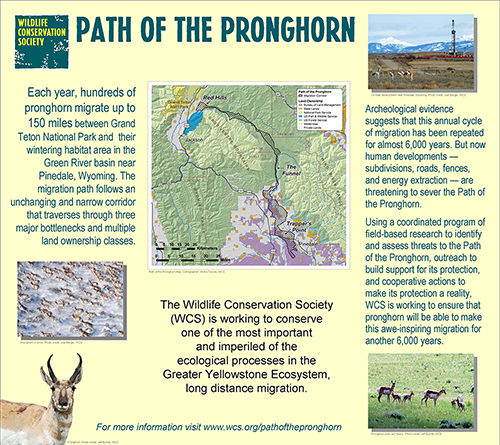 WILDLIFE
CONSERVATION
SOCIETY
PATH OF THE PRONGHORN
Each year, hundreds of
pronghorn migrate up to
150 miles between Grand
Teton National Park and their
wintering habitat area in the
Green River basin near
Pinedale, Wyoming. The
migration path follows an
unchanging and narrow corridor
that traverses through three
major bottlenecks and multiple
land ownership classes.
Red Hills
Jackson
The
Funnel
Trapper's
Point
Pinedale
Path of the Pronghorn
Migration Corridor
Land Ownership
Bureau of Land Management
State Lands
National Park Service
US Fish & Wildlife Service
US Forest Service
Wilderness
Private Lands
Kilometers
Miles
Archeological evidence
suggests that this annual cycle
of migration has been repeated
for almost 6,000 years. But now
human developments —
subdivisions, roads, fences,
and energy extraction — are
threatening to sever the Path of
the Pronghorn.
Using a coordinated program of
field-based research to identify
and assess threats to the Path
of the Pronghorn, outreach to
build support for its protection,
and cooperative actions to
make its protection a reality,
WCS is working to ensure that
pronghorn will be able to make
this awe-inspiring migration for
another 6,000 years.
The Wildlife Conservation Society
(WCS) is working to conserve
one of the most important
and imperiled of the
ecological processes in the
Greater Yellowstone Ecosystem,
long distance migration.
For more information visit www.wcs.org/pathofthepronghorn